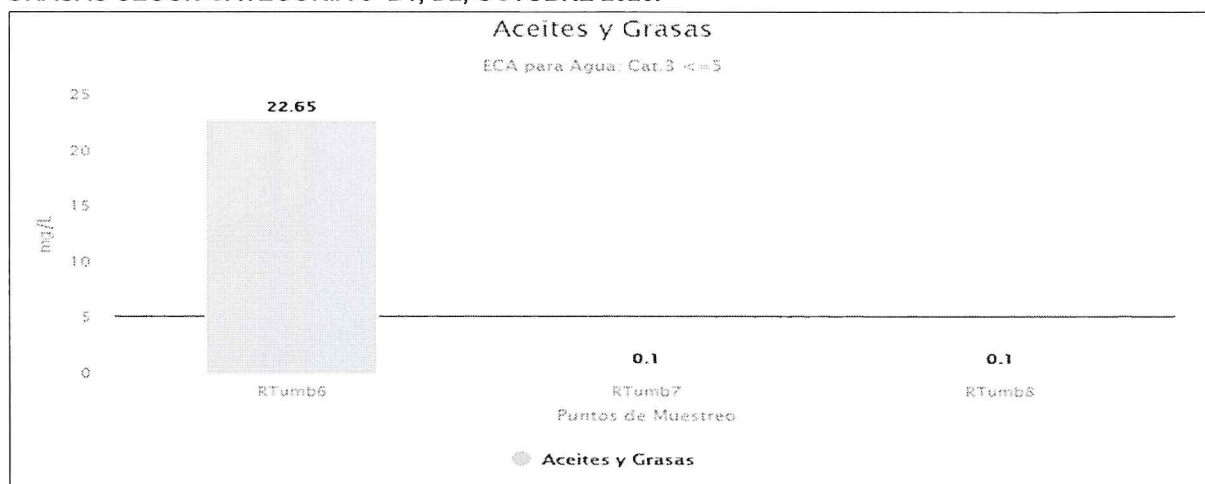 Aceites y Grasas
ECA para Agua: Cat.3 <=5
25
22.65
20
15
mg/L
10
5
0.1
0.1
0
RTumb6
RTumb7
RTumb8
Puntos de Muestreo
Aceites y Grasas